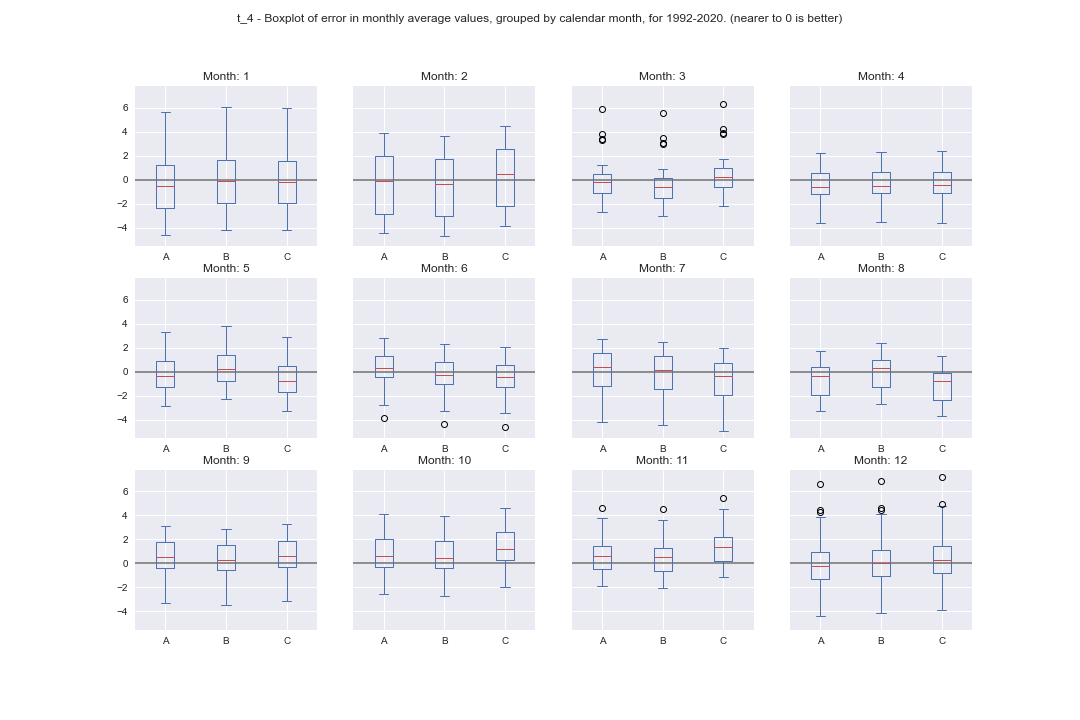 t_4 - Boxplot of error in monthly average values, grouped by calendar month, for 1992-2020. (nearer to 0 is better)
Month: 1 Month: 2 Month: 3 Month: 4
6
4
2
0
−2
−4
A B C A B C A B C A B C
Month: 5 Month: 6 Month: 7 Month: 8
6
4
2
0
−2
−4
A B C A B C A B C A B C
Month: 9 Month: 10 Month: 11 Month: 12
6
4
2
0
−2
−4
A B C A B C A B C A B C